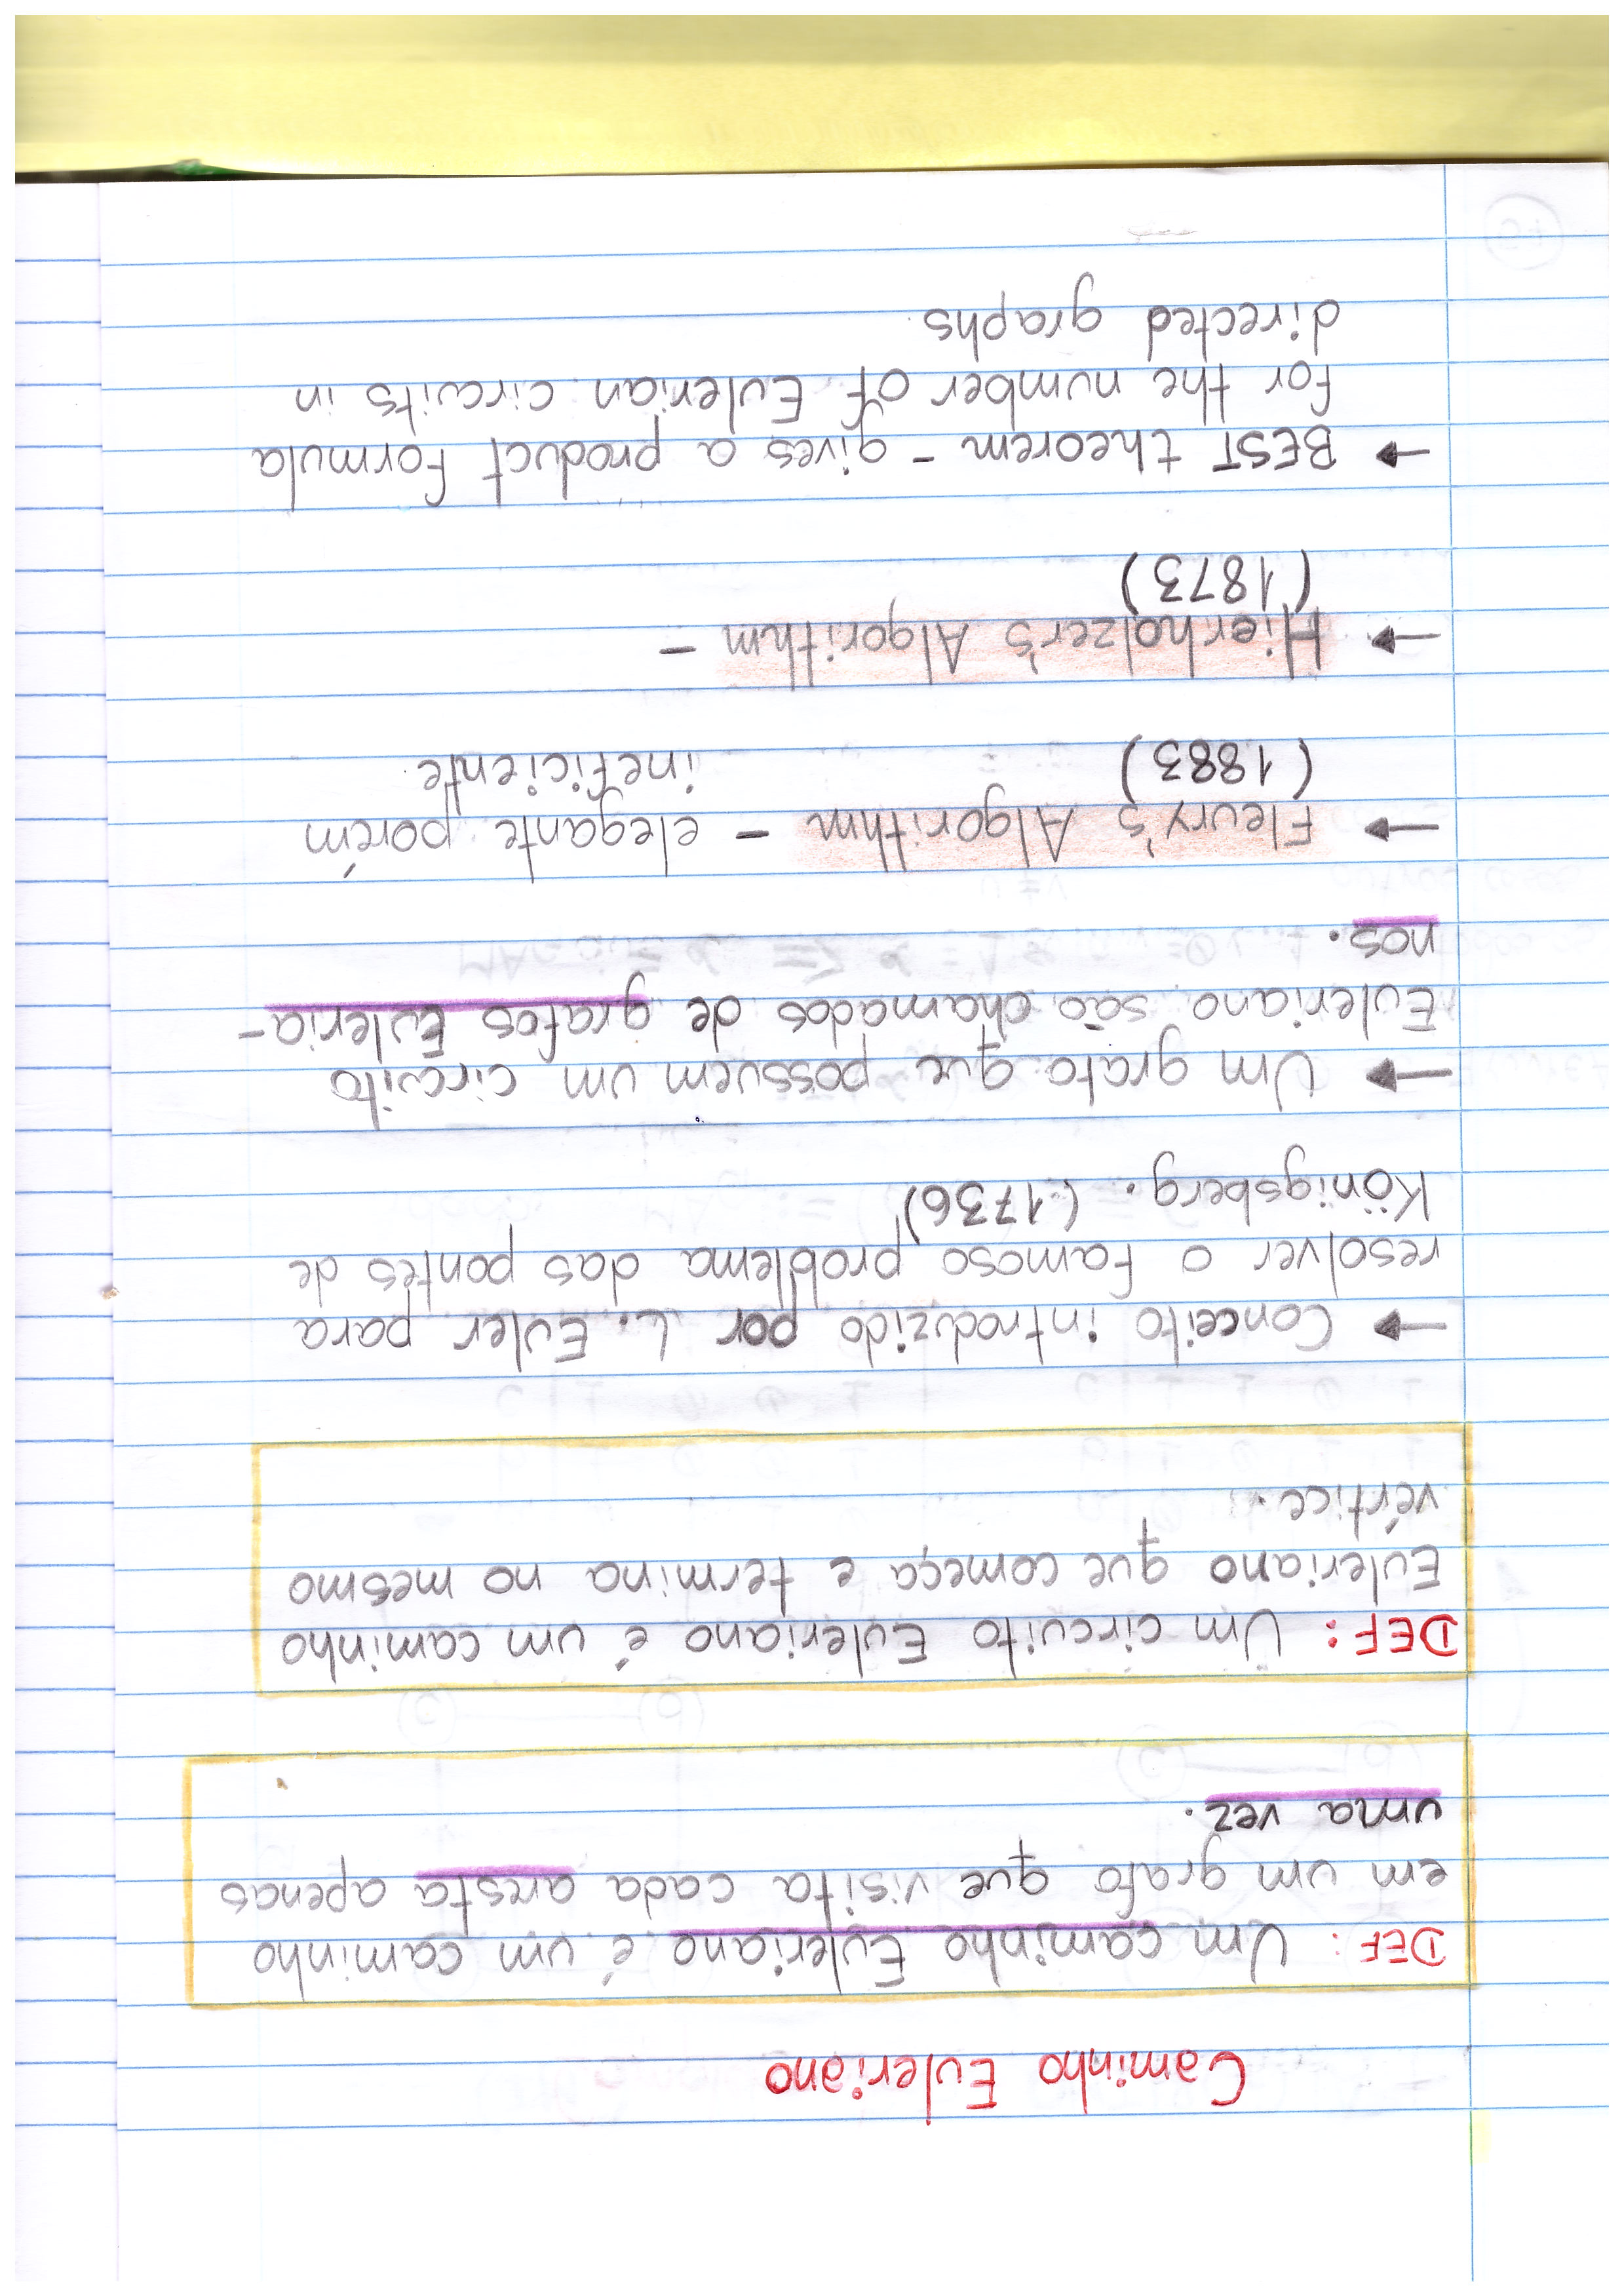 Caminho Euleriano
DEF: Um caminho Euleriano é um caminho
em um grafo que visita cada aresta apenas
uma vez.
DEF: Um circuito Euleriano é um caminho
Euleriano que começa e termina no mesmo
vértice.
→ Conceito introduzido por L. Euler para
resolver o famoso problema das pontes de
Königsberg. (1736)
→ Um grafo que possuem um circuito
Euleriano são chamados de grafos Euleria-
nos.
→ Fleury's Algorithm - elegante porém
(1883) ineficiente.
→ Hierholzer's Algorithm -
(1873)
→ BEST theorem - gives a product formula
for the number of Eulerian circuits in
directed graphs.